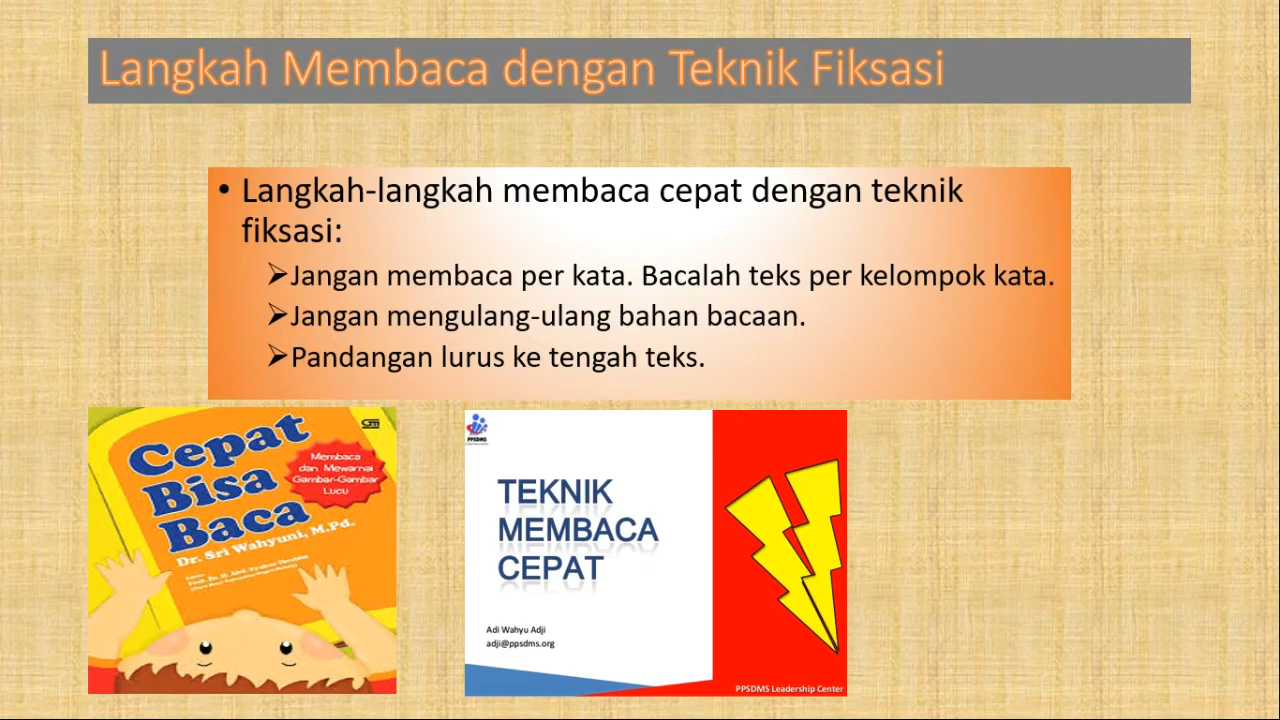 Langkah Membaca dengan Teknik Fiksasi
• Langkah-langkah membaca cepat dengan teknik
fiksasi:
➢Jangan membaca per kata. Bacalah teks per kelompok kata.
➢Jangan mengulang-ulang bahan bacaan.
➢Pandangan lurus ke tengah teks.
Cepat
Bisa
Baca
Membaca
dan Mewarnai
Gambar-Gambar
Lucu
Dr. Sri Wahyuni, M.Pd.
PPSDMS
TEKNIK
MEMBACA
CEPAT
Adi Wahyu Adji
adji@ppsdms.org
PPSDMS Leadership Center